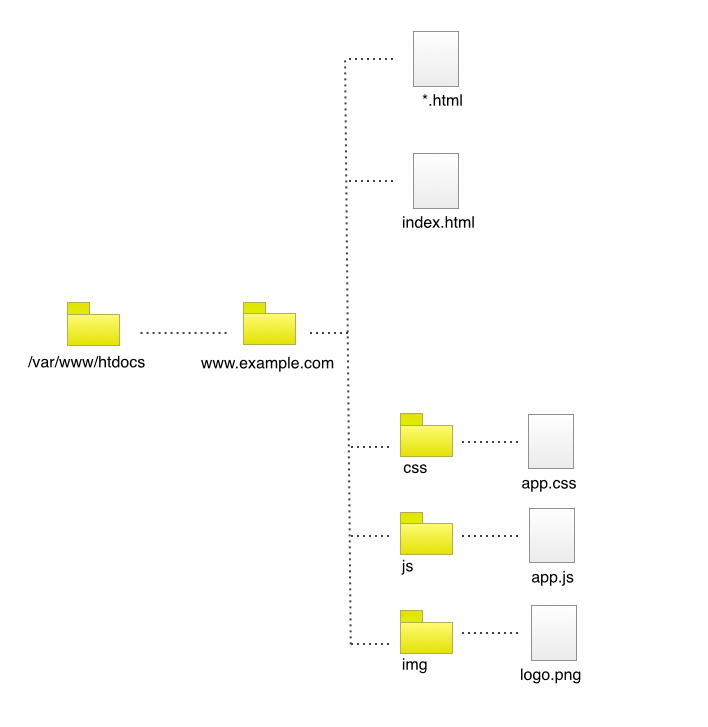 *.html
index.html
/var/www/htdocs
www.example.com
css
app.css
js
app.js
img
logo.png